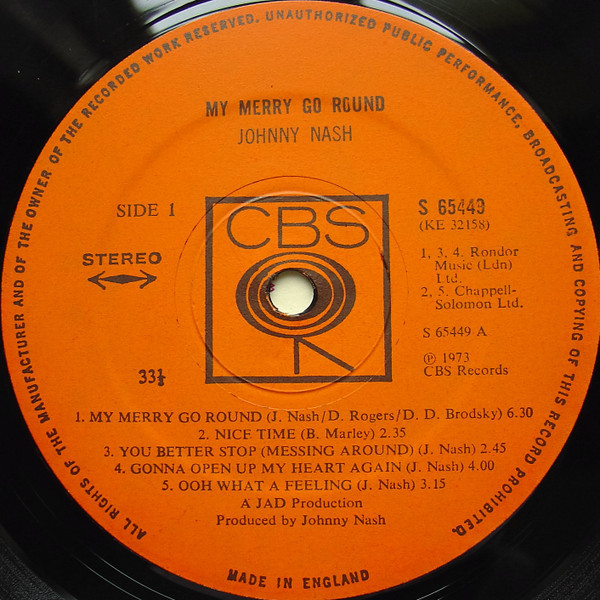 ALL RIGHTS OF THE MANUFACTURER AND OF THE OWNER OF THE RECORDED WORK RESERVED. UNAUTHORIZED PUBLIC PERFORMANCE, BROADCASTING AND COPYING OF THIS RECORD PROHIBITED.
MY MERRY GO ROUND
JOHNNY NASH
SIDE 1
CBS
S 65449
(KE 32158)
STEREO
1, 3, 4. Rondor
Music (Ldn)
Ltd.
2, 5. Chappell-
Solomon Ltd.
S 65449 A
33⅓
℗ 1973
CBS Records
1. MY MERRY GO ROUND (J. Nash/D. Rogers/D. D. Brodsky) 6.30
2. NICE TIME (B. Marley) 2.35
3. YOU BETTER STOP (MESSING AROUND) (J. Nash) 2.45
4. GONNA OPEN UP MY HEART AGAIN (J. Nash) 4.00
5. OOH WHAT A FEELING (J. Nash) 3.15
A JAD Production
Produced by Johnny Nash
MADE IN ENGLAND